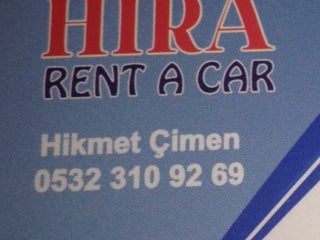 HIRA
RENT A CAR
Hikmet Çimen
0532 310 92 69